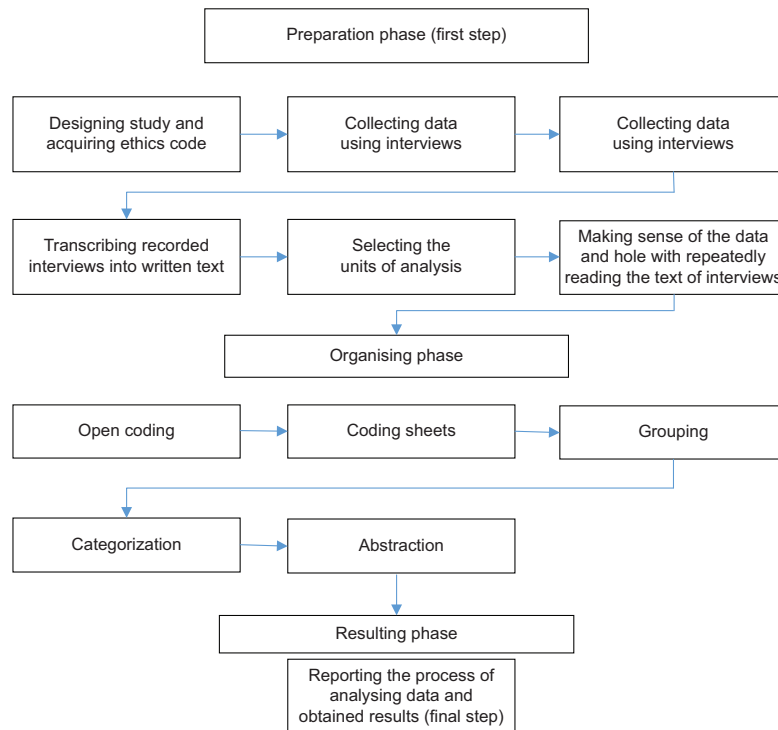 Preparation phase (first step)
Designing study and
acquiring ethics code
Collecting data
using interviews
Collecting data
using interviews
Transcribing recorded
interviews into written text
Selecting the
units of analysis
Making sense of the data
and hole with repeatedly
reading the text of interviews
Organising phase
Open coding
Coding sheets
Grouping
Categorization
Abstraction
Resulting phase
Reporting the process of
analysing data and
obtained results (final step)